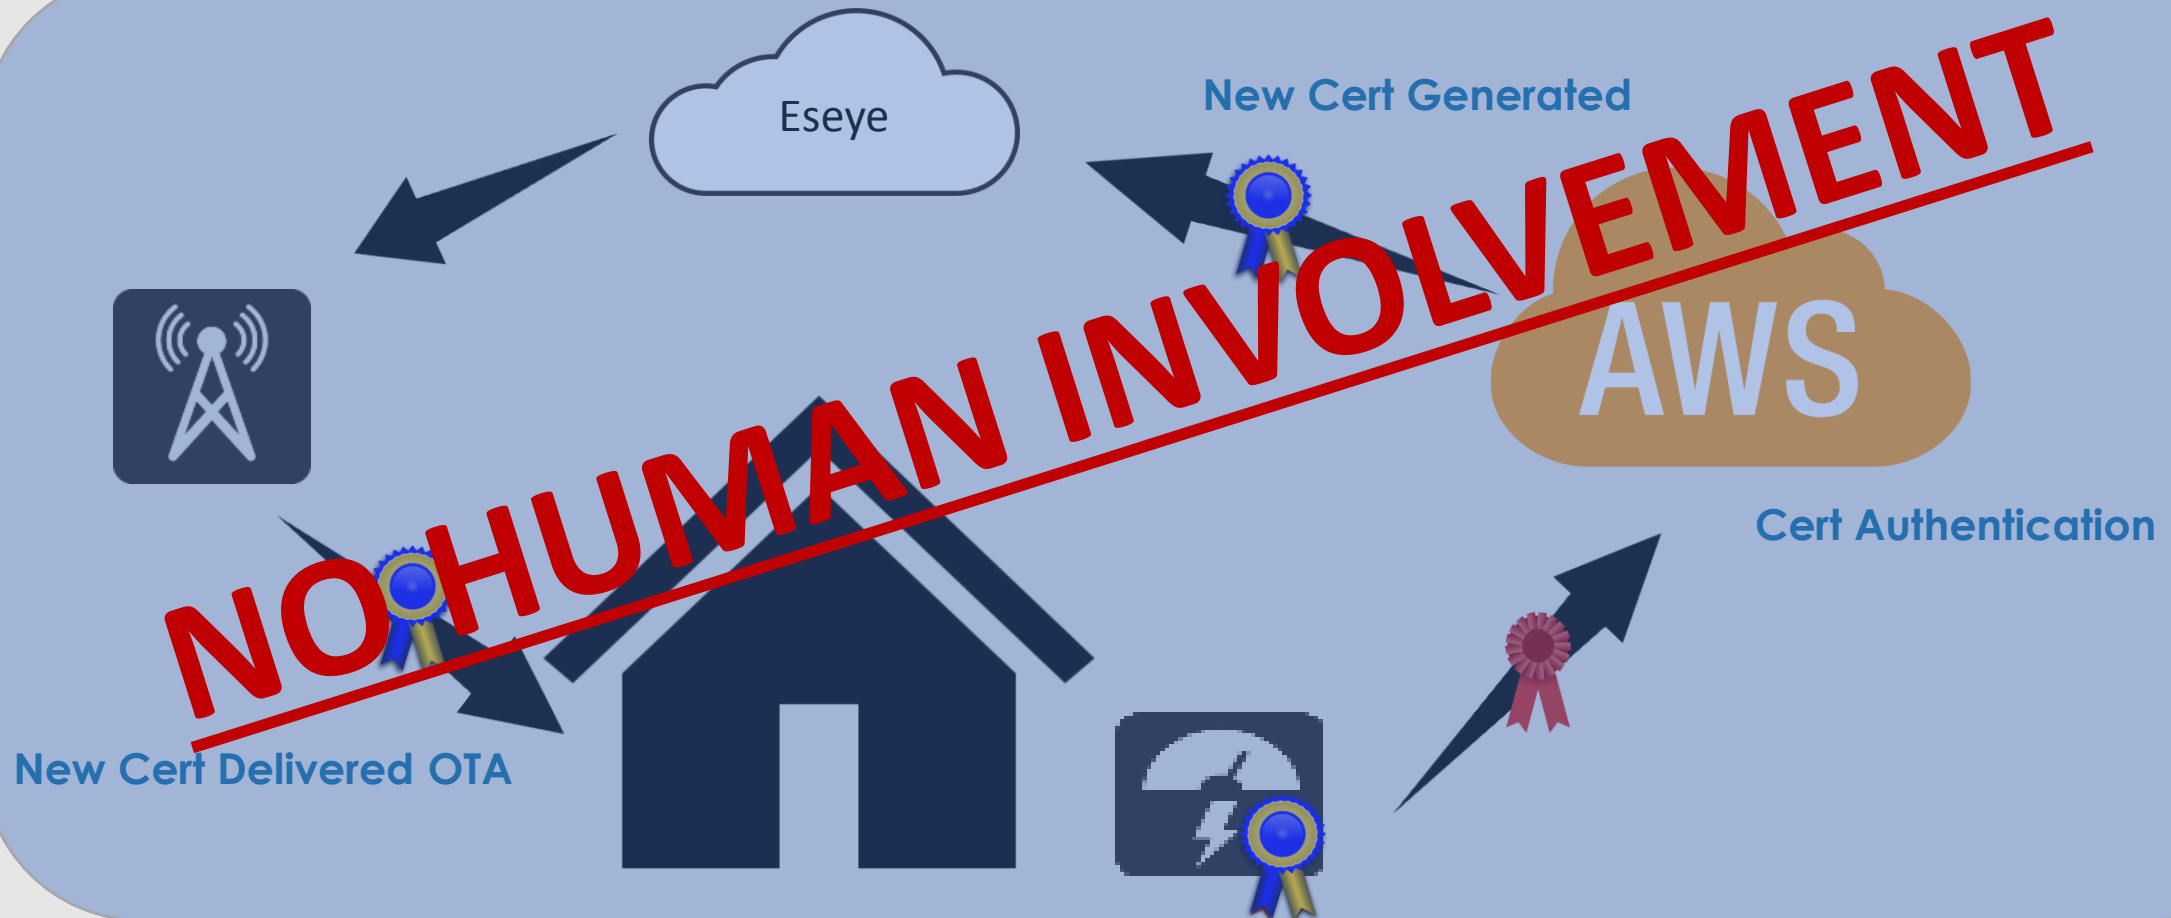 Eseye
New Cert Generated
NO HUMAN INVOLVEMENT
AWS
Cert Authentication
New Cert Delivered OTA